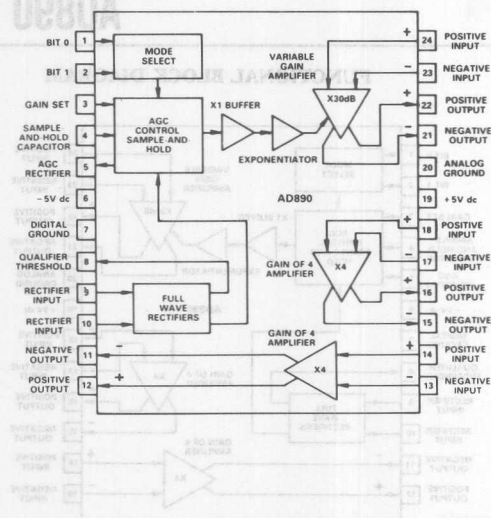 BIT 0 1
BIT 1 2
GAIN SET 3
SAMPLE
AND-HOLD 4
CAPACITOR
AGC
RECTIFIER 5
-5V dc 6
DIGITAL
GROUND 7
QUALIFIER
THRESHOLD 8
RECTIFIER
INPUT 9
RECTIFIER
INPUT 10
NEGATIVE
OUTPUT 11
POSITIVE
OUTPUT 12
MODE
SELECT
AGC
CONTROL
SAMPLE-AND-
HOLD
X1 BUFFER
EXPONENTIATOR
VARIABLE
GAIN
AMPLIFIER
X30dB
AD890
GAIN OF 4
AMPLIFIER
X4
FULL
WAVE
RECTIFIERS
GAIN OF 4
AMPLIFIER
X4
- 
+
+
-
+
-
+
-
+
-
+
-
24 POSITIVE
INPUT
23 NEGATIVE
INPUT
22 POSITIVE
OUTPUT
21 NEGATIVE
OUTPUT
20 ANALOG
GROUND
19 +5V dc
18 POSITIVE
INPUT
17 NEGATIVE
INPUT
16 POSITIVE
OUTPUT
15 NEGATIVE
OUTPUT
14 POSITIVE
INPUT
13 NEGATIVE
INPUT